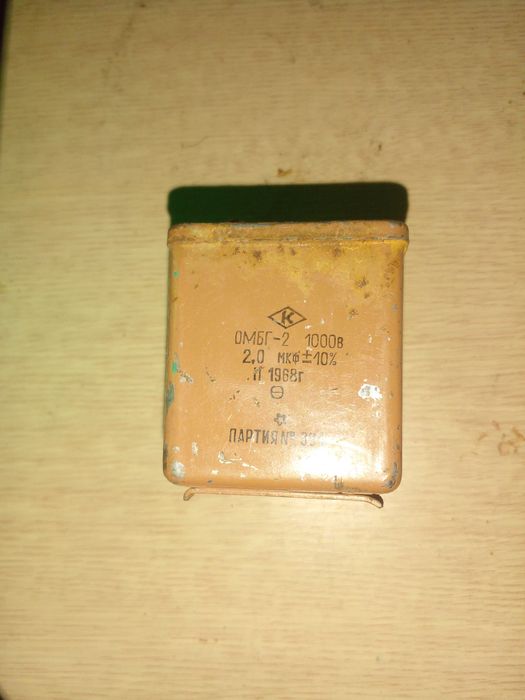 К
ОМБГ-2 1000в
2,0 мкф±10%
II 1968г
ПАРТИЯ №